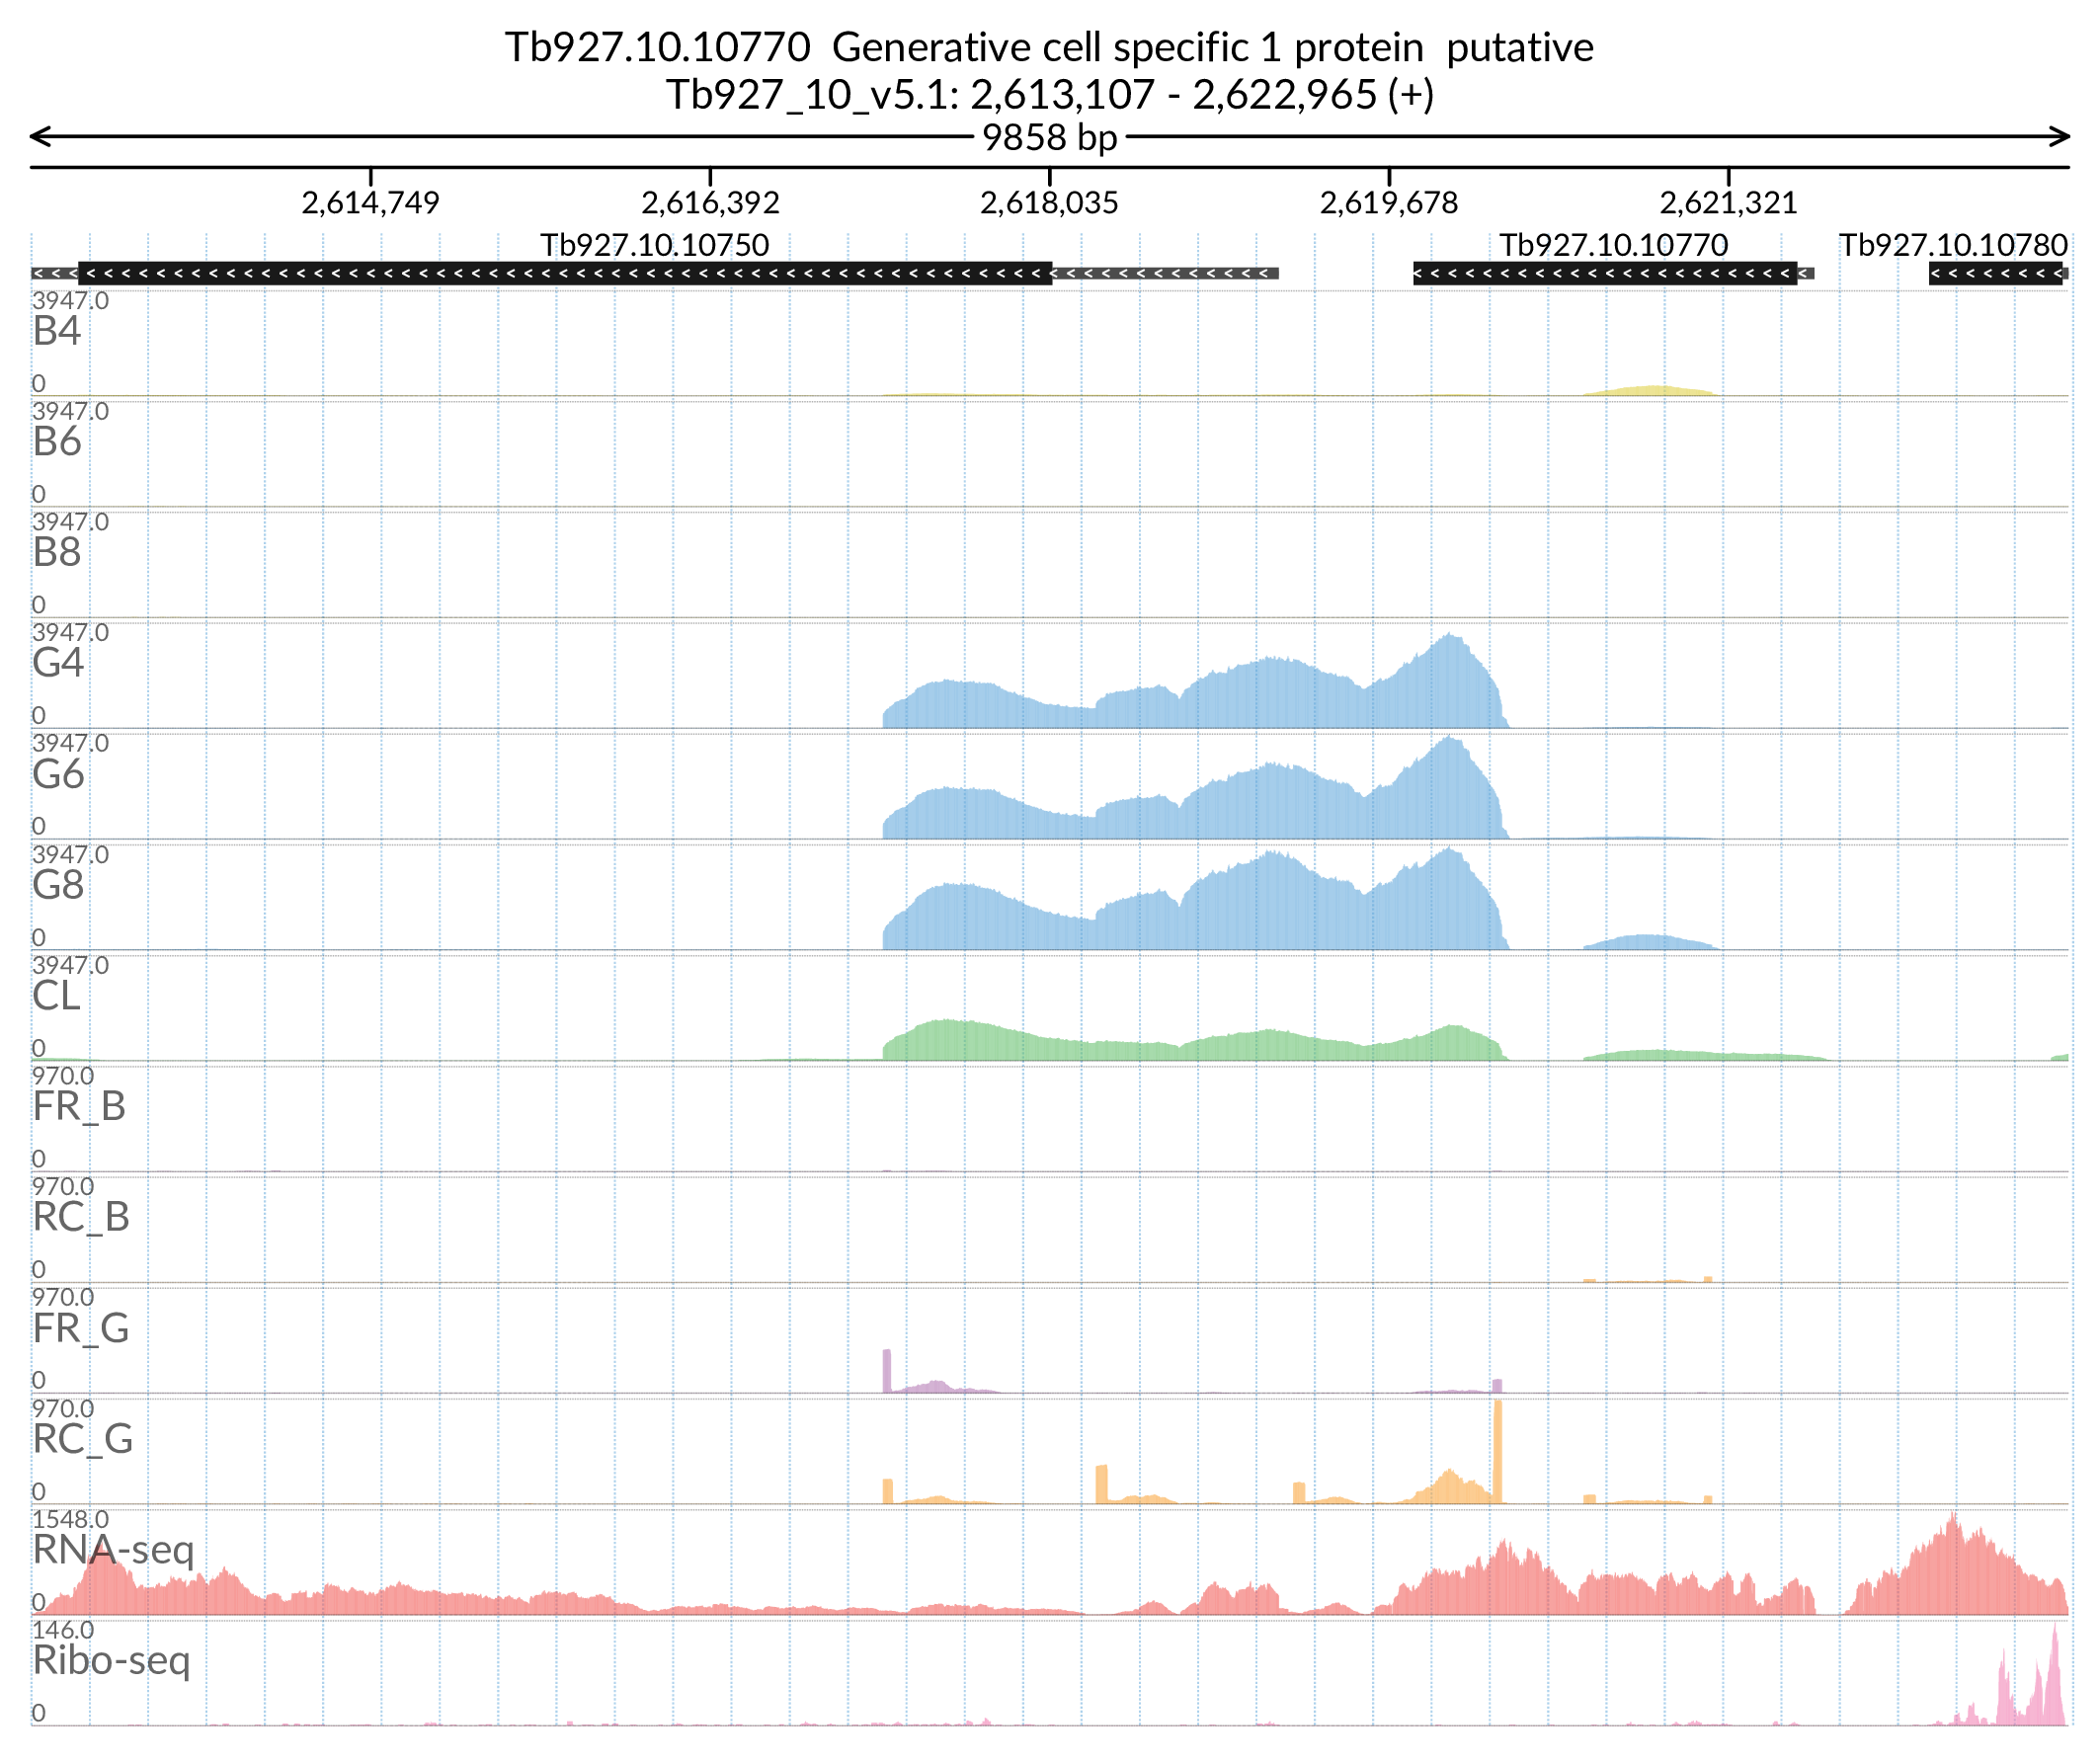 Tb927.10.10770  Generative cell specific 1 protein  putative
Tb927_10_v5.1: 2,613,107 - 2,622,965 (+)
9858 bp
2,614,749 2,616,392 2,618,035 2,619,678 2,621,321
Tb927.10.10750 Tb927.10.10770 Tb927.10.10780
3947.0
B4
0
3947.0
B6
0
3947.0
B8
0
3947.0
G4
0
3947.0
G6
0
3947.0
G8
0
3947.0
CL
0
970.0
FR_B
0
970.0
RC_B
0
970.0
FR_G
0
970.0
RC_G
0
1548.0
RNA-seq
0
146.0
Ribo-seq
0